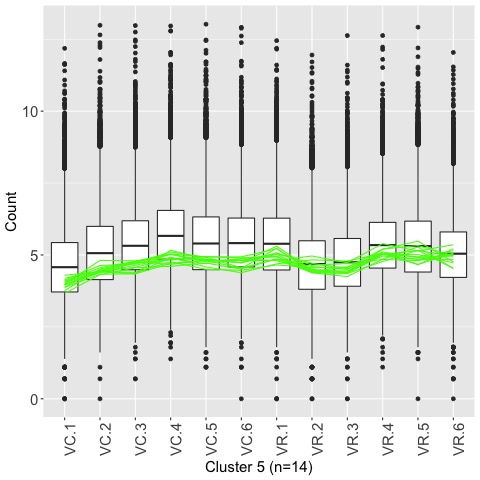 Count
10
5
0
VC.1
VC.2
VC.3
VC.4
VC.5
VC.6
VR.1
VR.2
VR.3
VR.4
VR.5
VR.6
Cluster 5 (n=14)